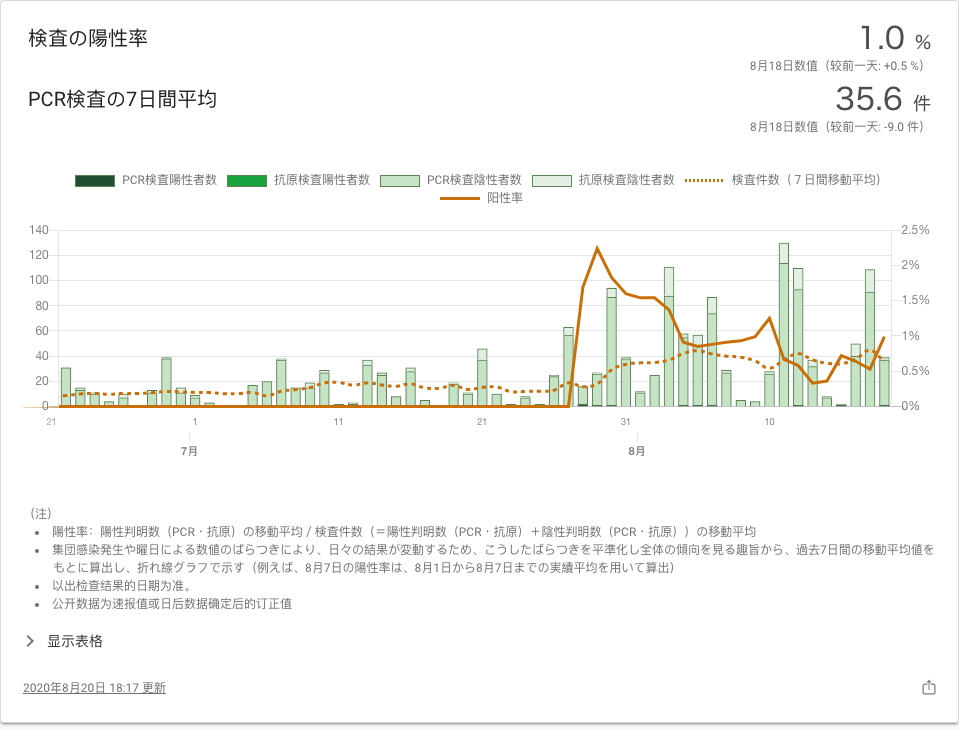 検査の陽性率
1.0 %
8月18日数值（较前一天: +0.5 %）
PCR検査の7日間平均
35.6 件
8月18日数值（较前一天: -9.0 件）
PCR検査陽性者数 抗原検査陽性者数 PCR検査陰性者数 抗原検査陰性者数 検査件数（７日間移動平均）
阳性率
140 2.5%
120
2%
100
80 1.5%
60 1%
40
0.5%
20
0 0%
21 1 11 21 31 10
7月 8月
（注）
• 陽性率：陽性判明数（PCR・抗原）の移動平均 / 検査件数（＝陽性判明数（PCR・抗原）＋陰性判明数（PCR・抗原））の移動平均
• 集団感染発生や曜日による数値のばらつきにより、日々の結果が変動するため、こうしたばらつきを平準化し全体の傾向を見る趣旨から、過去7日間の移動平均値を
もとに算出し、折れ線グラフで示す（例えば、8月7日の陽性率は、8月1日から8月7日までの実績平均を用いて算出）
• 以出检查结果的日期为准。
• 公开数据为速报值或日后数据确定后的订正值
显示表格
2020年8月20日 18:17 更新